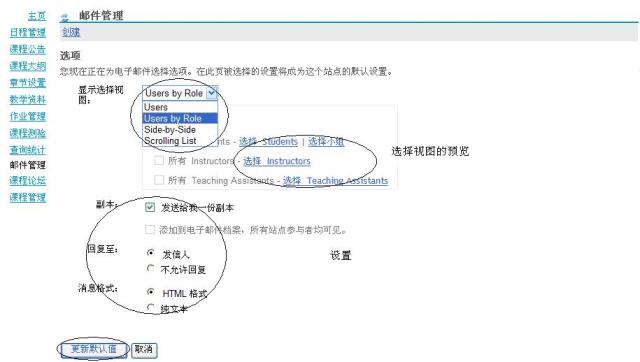 主页
日程管理
课程公告
课程大纲
章节设置
教学资料
作业管理
课程测验
查询统计
邮件管理
课程论坛
课程管理
邮件管理
创建
选项
您现在正在为电子邮件选择选项。在此页被选择的设置将成为这个站点的默认设置。
显示选择视图：
Users by Role
Users
Users by Role
Side-by-Side
Scrolling List
nts - 选择 Students | 选择小组
所有 Instructors - 选择 Instructors
所有 Teaching Assistants - 选择 Teaching Assistants
选择视图的预览
副本： 发送给我一份副本
添加到电子邮件档案，所有站点参与者均可见。
回复至： 发信人
不允许回复
设置
消息格式： HTML 格式
纯文本
更新默认值 取消